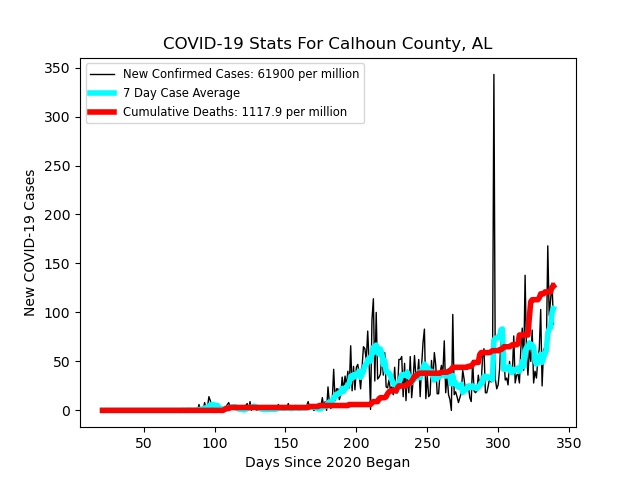 COVID-19 Stats For Calhoun County, AL
New Confirmed Cases: 61900 per million
7 Day Case Average
Cumulative Deaths: 1117.9 per million
New COVID-19 Cases
350
300
250
200
150
100
50
0
50 100 150 200 250 300 350
Days Since 2020 Began